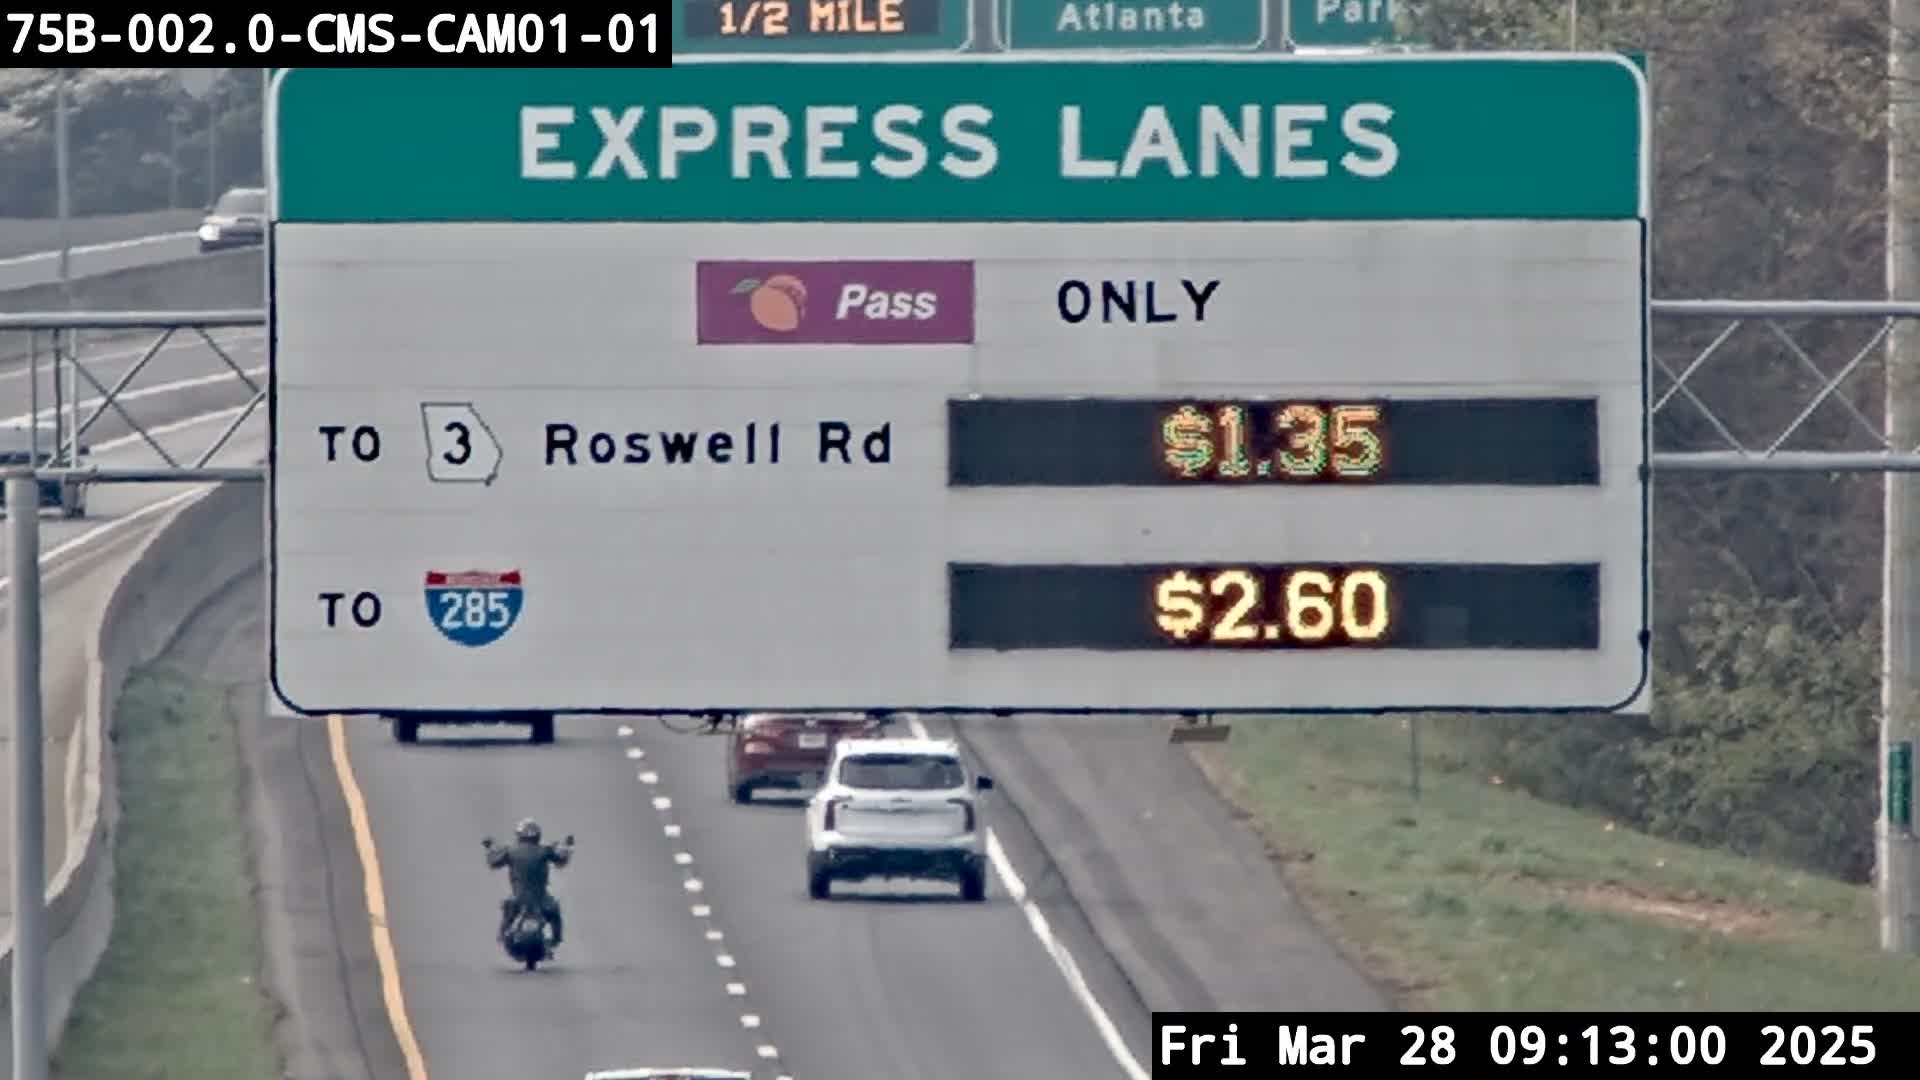 75B-002.0-CMS-CAM01-01
1/2 MILE
Atlanta
EXPRESS LANES
Pass ONLY
TO 3 Roswell Rd $1.35
TO 285 $2.60
Fri Mar 28 09:13:00 2025